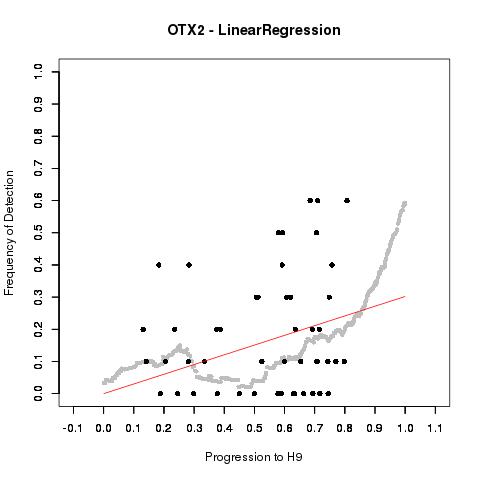 OTX2 - LinearRegression
Frequency of Detection
1.0
0.9
0.8
0.7
0.6
0.5
0.4
0.3
0.2
0.1
0.0
-0.1 0.0 0.1 0.2 0.3 0.4 0.5 0.6 0.7 0.8 0.9 1.0 1.1
Progression to H9